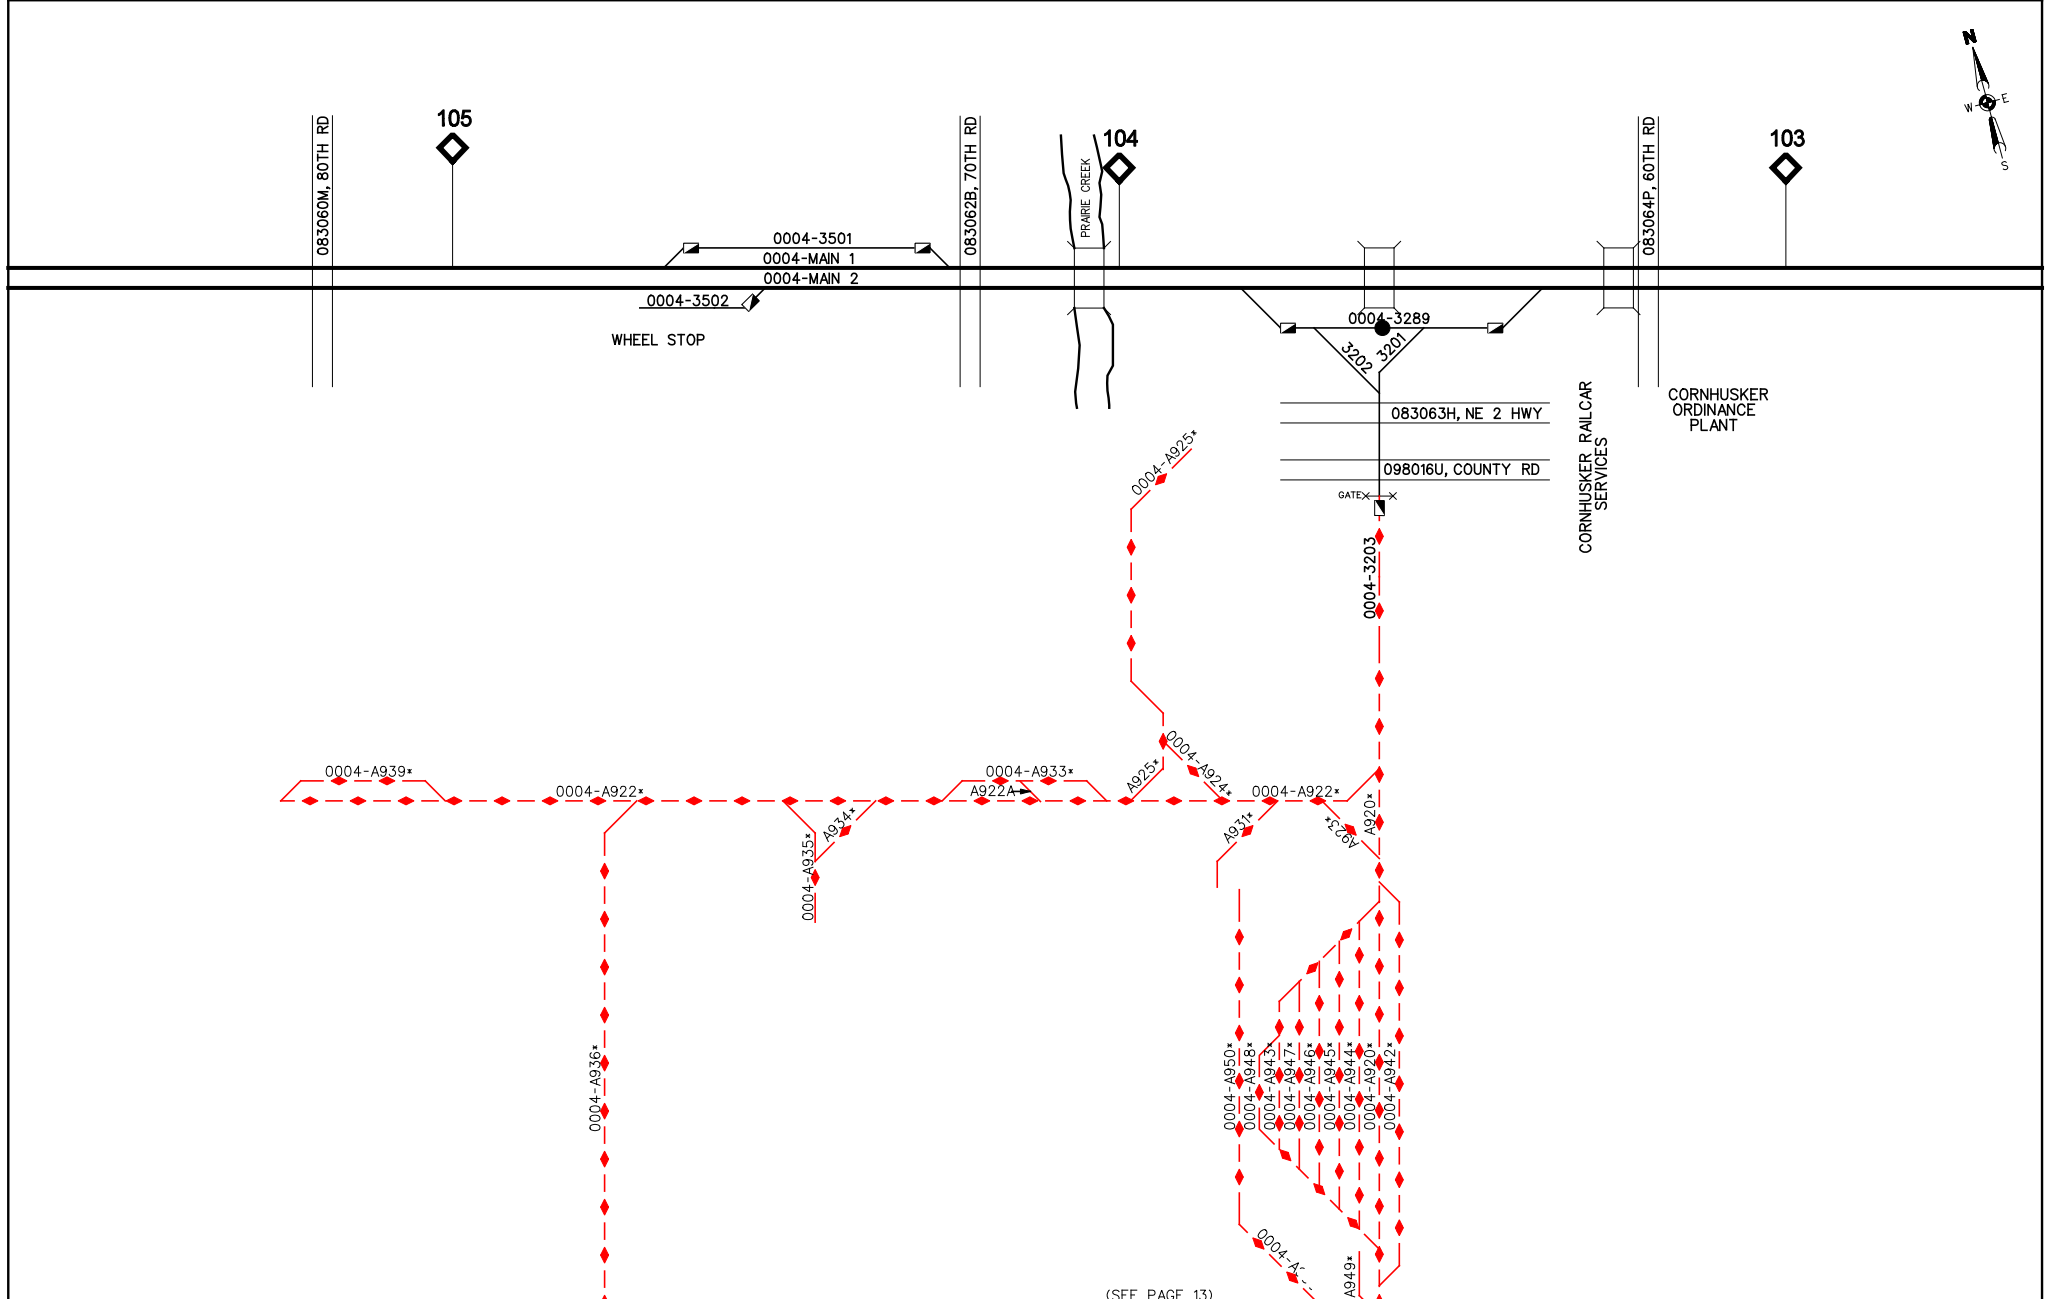 N
W
E
S
105
104
103
083060M, 80TH RD
083062B, 70TH RD
PRAIRIE CREEK
083064P, 60TH RD
0004-3501
0004-MAIN 1
0004-MAIN 2
0004-3502
WHEEL STOP
0004-3289
3202
3201
083063H, NE 2 HWY
098016U, COUNTY RD
GATE
CORNHUSKER RAILCAR
SERVICES
CORNHUSKER
ORDINANCE
PLANT
0004-A925*
0004-3203
0004-A939*
0004-A922*
0004-A933*
A922A
A925*
0004-A924*
0004-A922*
A934*
0004-A935*
A931*
A923*
A920*
0004-A936*
0004-A950*
0004-A948*
0004-A943*
0004-A947*
0004-A946*
0004-A945*
0004-A944*
0004-A920*
0004-A942*
A949*
(SEE PAGE 13)